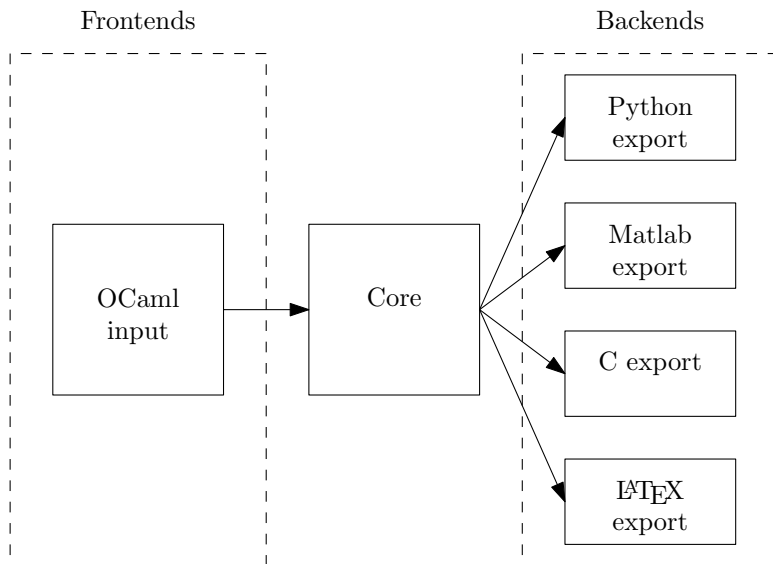 Frontends
Backends
OCaml
input
Core
Python
export
Matlab
export
C export
LATEX
export